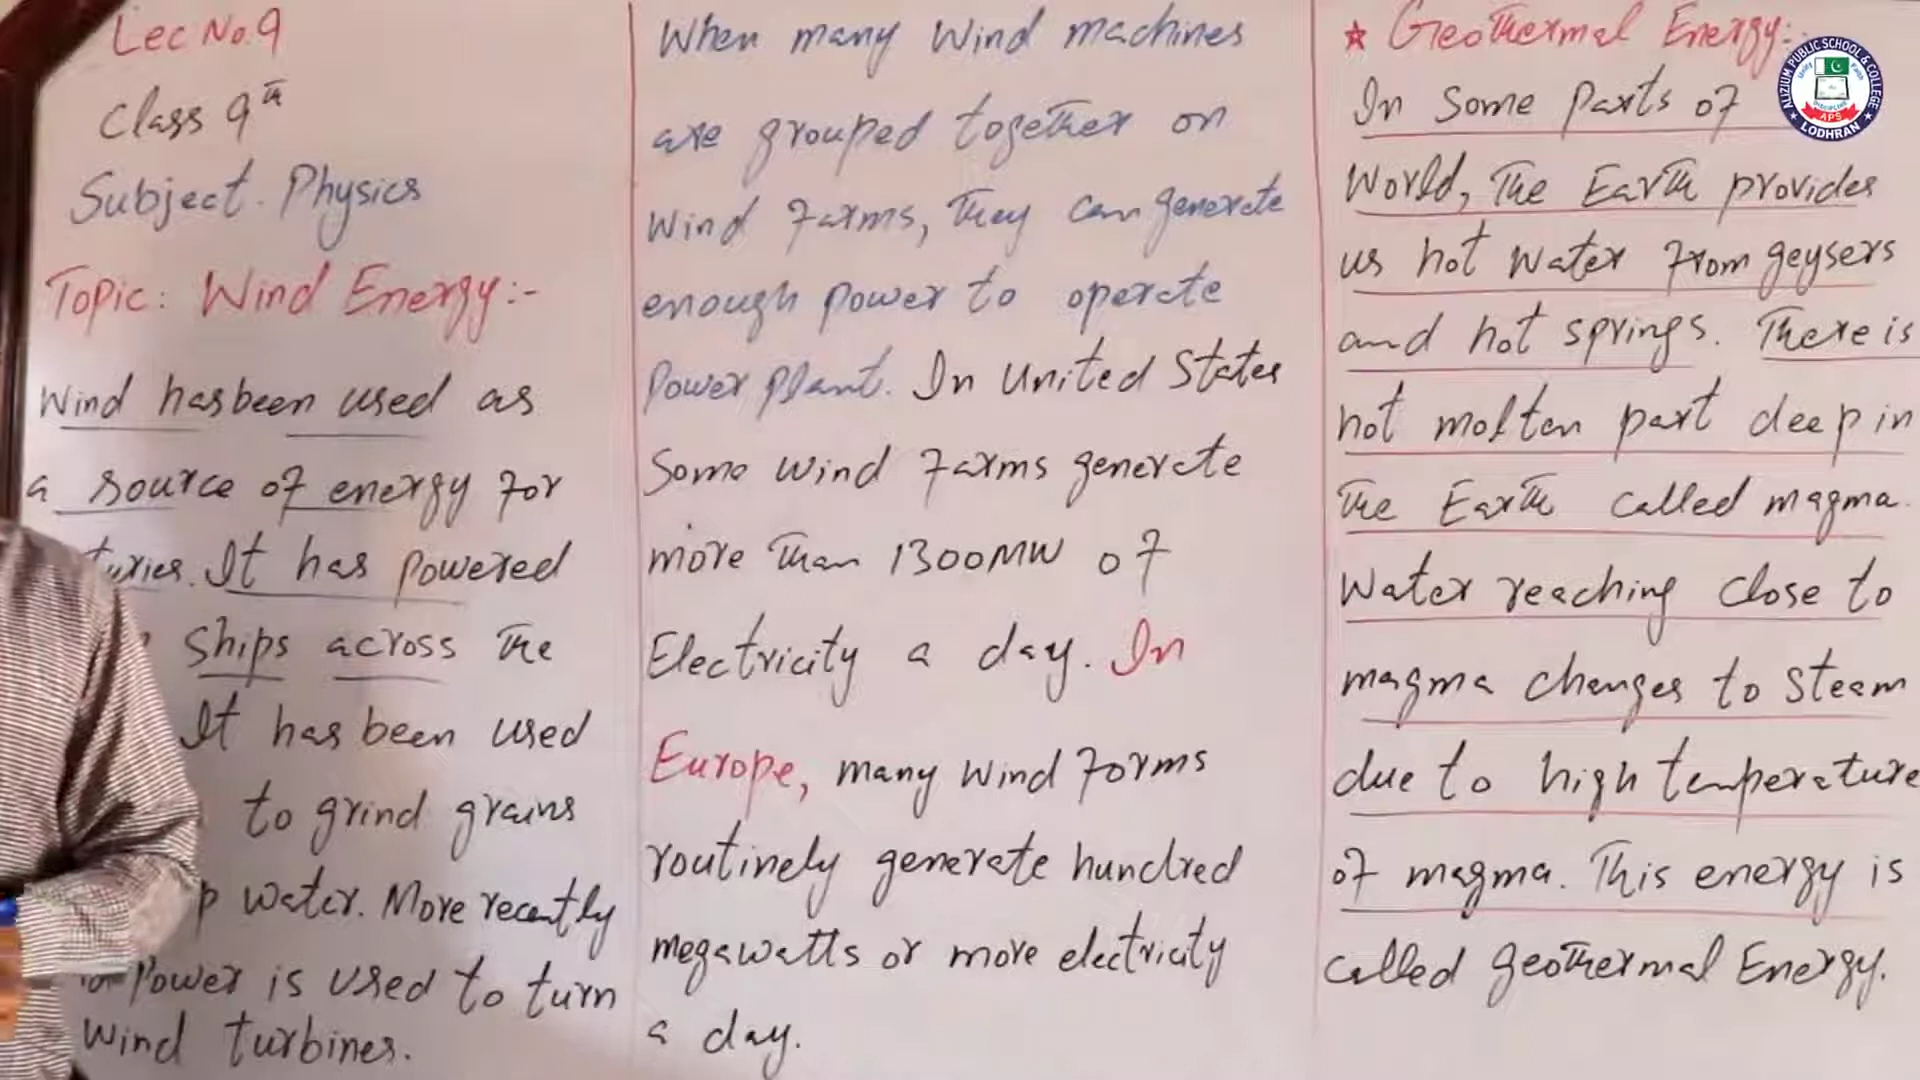 Lec No.9
Class 9th
Subject. Physics
Topic: Wind Energy:-
Wind has been used as
a source of energy for
It has powered
Ships across The
It has been used
to grind grains
water. More recently
Power is used to turn
Wind turbines.
When many Wind machines
are grouped together on
Wind Farms, They can generate
enough power to operate
Power plant. In United States
Some Wind Farms generate
more Than 1300MW of
Electricity a day. In
Europe, many Wind Forms
routinely generate hundred
megawatts or more electricity
a day.
★ Geothermal Energy:-
In Some Parts of
World, The Earth provides
us hot Water From geysers
and hot springs. There is
hot molten part deep in
The Earth called magma.
Water reaching close to
magma changes to steam
due to high temperature
of magma. This energy is
called geothermal Energy.
ALIZIUM PUBLIC SCHOOL & COLLEGE
APS
LODHRAN